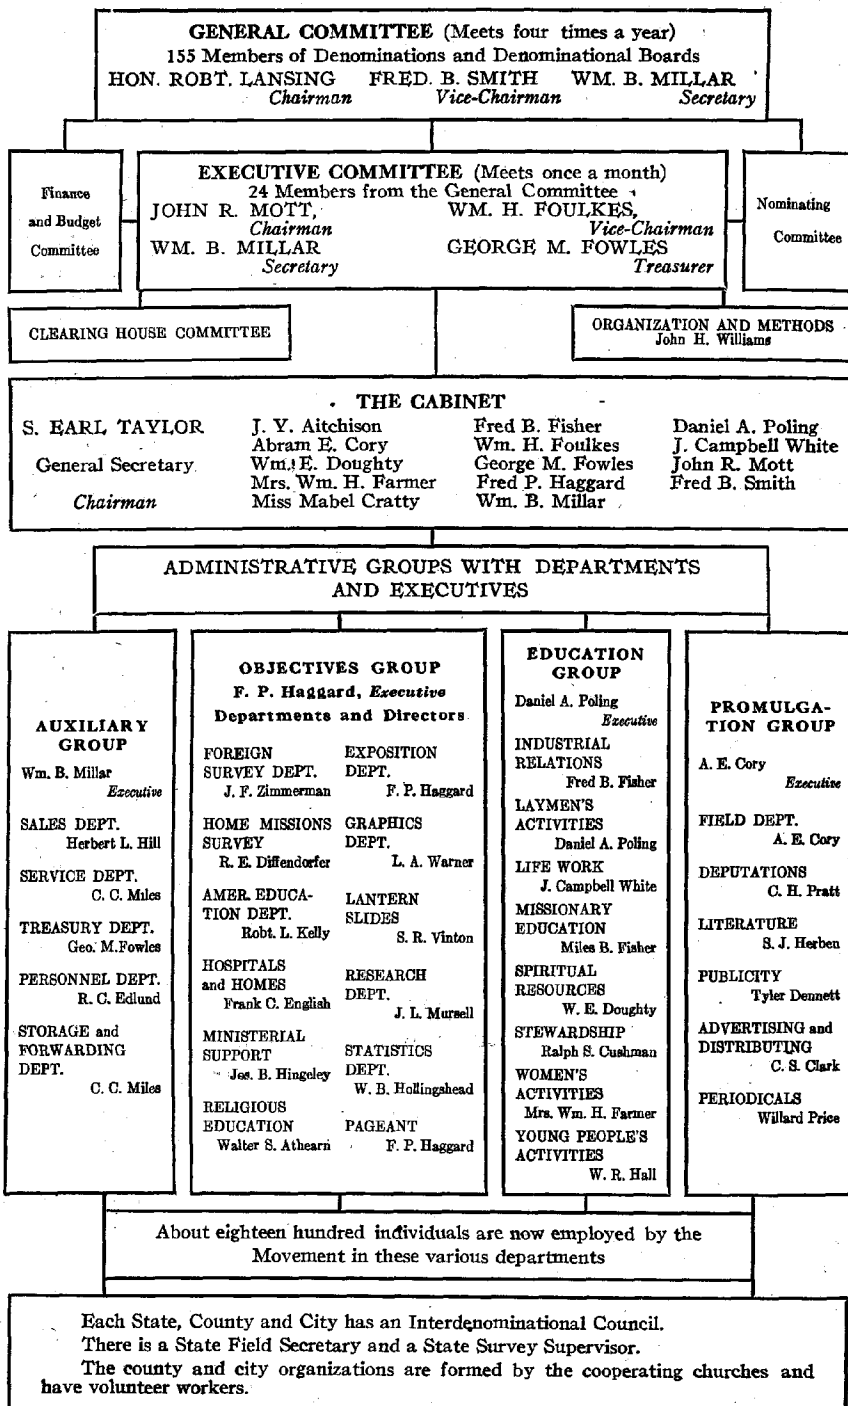 GENERAL COMMITTEE (Meets four times a year)
155 Members of Denominations and Denominational Boards
HON. ROBT. LANSING FRED. B. SMITH WM. B. MILLAR
Chairman Vice-Chairman Secretary
Finance
and Budget
Committee
EXECUTIVE COMMITTEE (Meets once a month)
24 Members from the General Committee
JOHN R. MOTT, WM. H. FOULKES,
Chairman Vice-Chairman
WM. B. MILLAR GEORGE M. FOWLES
Secretary Treasurer
Nominating
Committee
CLEARING HOUSE COMMITTEE
ORGANIZATION AND METHODS
John H. Williams
THE CABINET
S. EARL TAYLOR
General Secretary
Chairman
J. Y. Aitchison
Abram E. Cory
Wm. E. Doughty
Mrs. Wm. H. Farmer
Miss Mabel Cratty
Fred B. Fisher
Wm. H. Foulkes
George M. Fowles
Fred P. Haggard
Wm. B. Millar
Daniel A. Poling
J. Campbell White
John R. Mott
Fred B. Smith
ADMINISTRATIVE GROUPS WITH DEPARTMENTS
AND EXECUTIVES
AUXILIARY
GROUP
Wm. B. Millar
Executive
SALES DEPT.
Herbert L. Hill
SERVICE DEPT.
C. C. Miles
TREASURY DEPT.
Geo. M. Fowles
PERSONNEL DEPT.
R. C. Edlund
STORAGE and
FORWARDING
DEPT.
C. C. Miles
OBJECTIVES GROUP
F. P. Haggard, Executive
Departments and Directors
FOREIGN
SURVEY DEPT.
J. F. Zimmerman
HOME MISSIONS
SURVEY
R. E. Diffendorfer
AMER. EDUCA-
TION DEPT.
Robt. L. Kelly
HOSPITALS
and HOMES
Frank C. English
MINISTERIAL
SUPPORT
Jos. B. Hingeley
RELIGIOUS
EDUCATION
Walter S. Athearn
EXPOSITION
DEPT.
F. P. Haggard
GRAPHICS
DEPT.
L. A. Warner
LANTERN
SLIDES
S. R. Vinton
RESEARCH
DEPT.
J. L. Mursell
STATISTICS
DEPT.
W. B. Hollingshead
PAGEANT
F. P. Haggard
EDUCATION
GROUP
Daniel A. Poling
Executive
INDUSTRIAL
RELATIONS
Fred B. Fisher
LAYMEN'S
ACTIVITIES
Daniel A. Poling
LIFE WORK
J. Campbell White
MISSIONARY
EDUCATION
Miles B. Fisher
SPIRITUAL
RESOURCES
W. E. Doughty
STEWARDSHIP
Ralph S. Cushman
WOMEN'S
ACTIVITIES
Mrs. Wm. H. Farmer
YOUNG PEOPLE'S
ACTIVITIES
W. R. Hall
PROMULGA-
TION GROUP
A. E. Cory
Executive
FIELD DEPT.
A. E. Cory
DEPUTATIONS
C. H. Pratt
LITERATURE
S. J. Herben
PUBLICITY
Tyler Dennett
ADVERTISING and
DISTRIBUTING
C. S. Clark
PERIODICALS
Willard Price
About eighteen hundred individuals are now employed by the
Movement in these various departments
Each State, County and City has an Interdenominational Council.
There is a State Field Secretary and a State Survey Supervisor.
The county and city organizations are formed by the cooperating churches and
have volunteer workers.